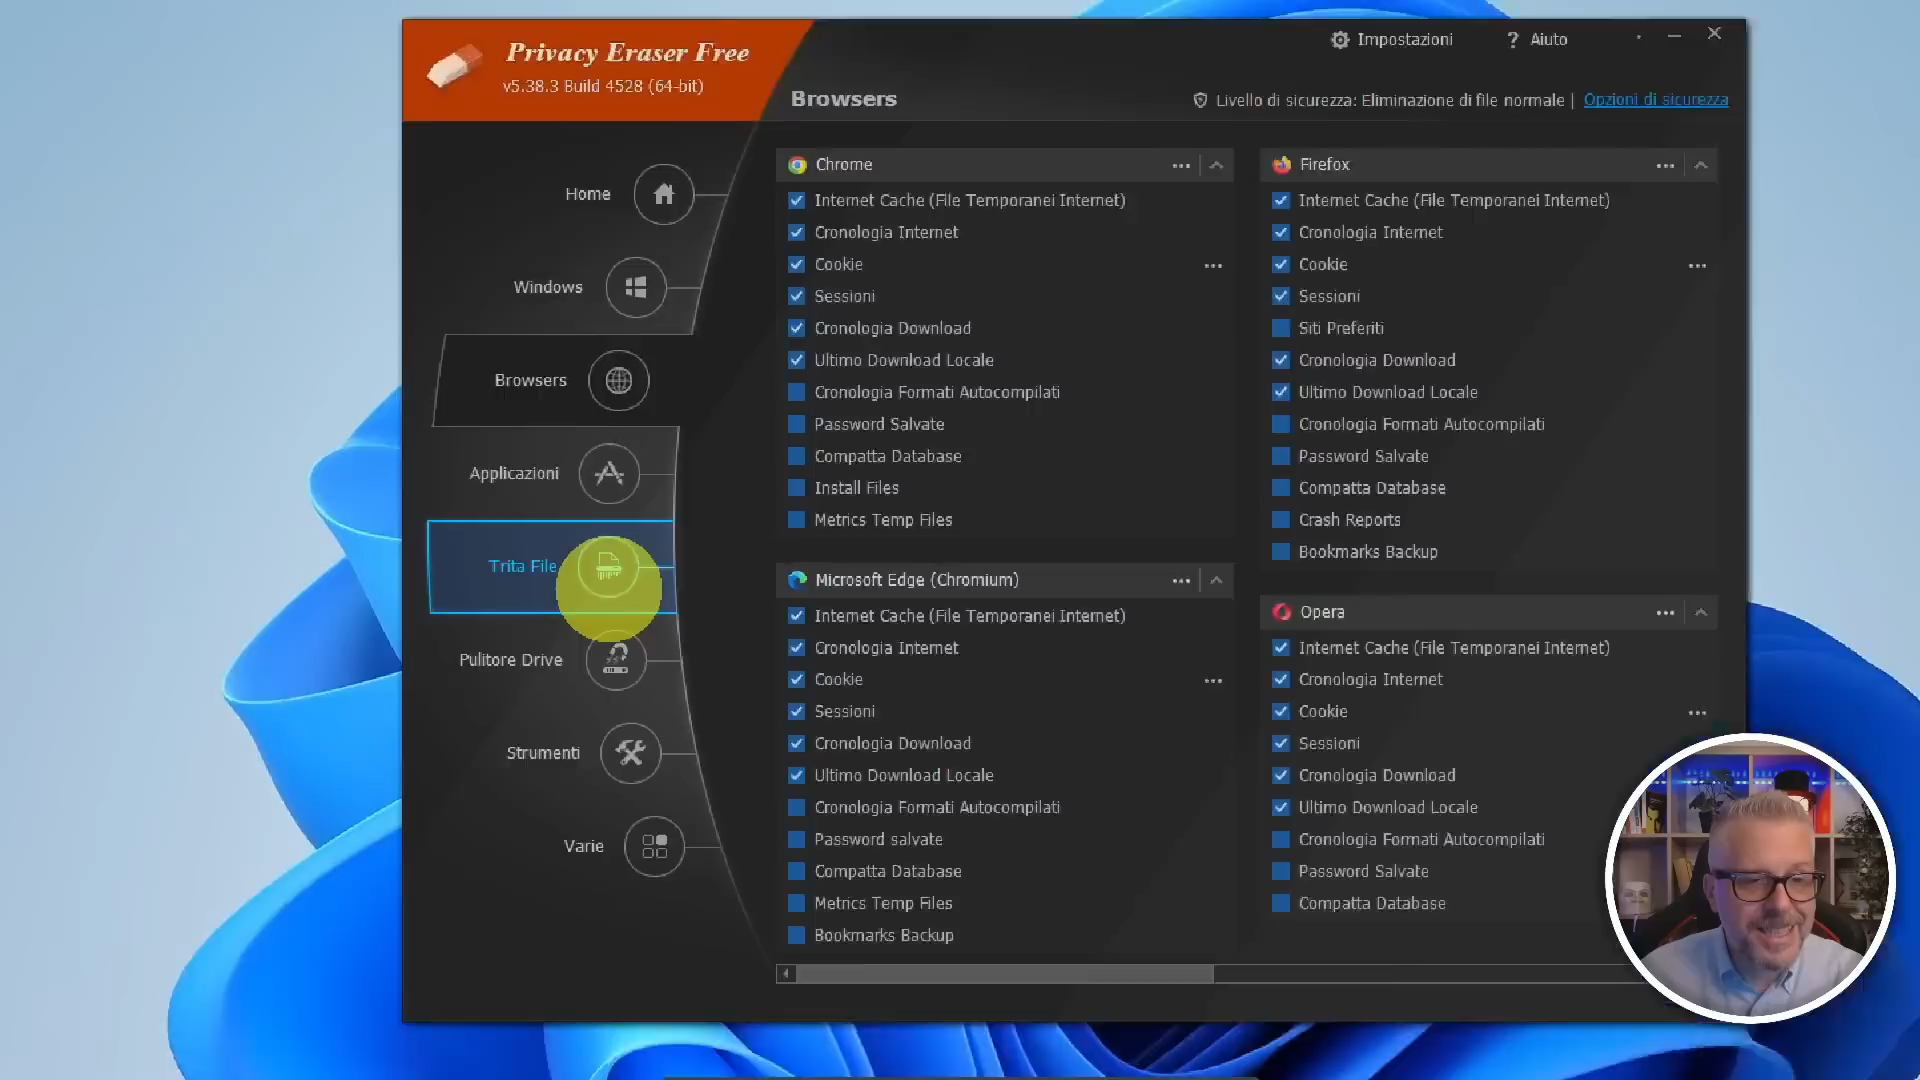 Privacy Eraser Free
v5.38.3 Build 4528 (64-bit)
Impostazioni
? Aiuto
Browsers
Livello di sicurezza: Eliminazione di file normale | Opzioni di sicurezza
Home
Windows
Browsers
Applicazioni
Trita File
Pulitore Drive
Strumenti
Varie
Chrome
Internet Cache (File Temporanei Internet)
Cronologia Internet
Cookie
Sessioni
Cronologia Download
Ultimo Download Locale
Cronologia Formati Autocompilati
Password Salvate
Compatta Database
Install Files
Metrics Temp Files
Microsoft Edge (Chromium)
Internet Cache (File Temporanei Internet)
Cronologia Internet
Cookie
Sessioni
Cronologia Download
Ultimo Download Locale
Cronologia Formati Autocompilati
Password salvate
Compatta Database
Metrics Temp Files
Bookmarks Backup
Firefox
Internet Cache (File Temporanei Internet)
Cronologia Internet
Cookie
Sessioni
Siti Preferiti
Cronologia Download
Ultimo Download Locale
Cronologia Formati Autocompilati
Password Salvate
Compatta Database
Crash Reports
Bookmarks Backup
Opera
Internet Cache (File Temporanei Internet)
Cronologia Internet
Cookie
Sessioni
Cronologia Download
Ultimo Download Locale
Cronologia Formati Autocompilati
Password Salvate
Compatta Database